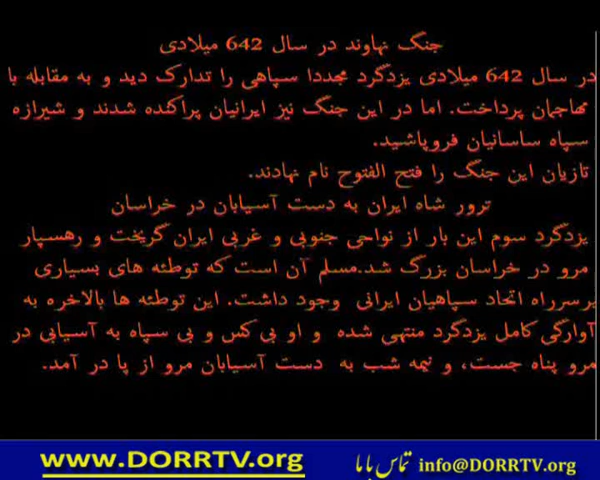 جنگ نهاوند در سال 642 میلادی
در سال 642 میلادی یزدگرد مجددا سپاهی را تدارک دید و به مقابله با
مهاجمان پرداخت. اما در این جنگ نیز ایرانیان پراکنده شدند و شیرازه
سپاه ساسانیان فروپاشید.
تازیان این جنگ را فتح الفتوح نام نهادند.
ترور شاه ایران به دست آسیابان در خراسان
یزدگرد سوم این بار از نواحی جنوبی و غربی ایران گریخت و رهسپار
مرو در خراسان بزرگ شد.مسلم آن است که توطئه های بسیاری
برسرراه اتحاد سپاهیان ایرانی وجود داشت. این توطئه ها بالاخره به
آوارگی کامل یزدگرد منتهی شده و او بی کس و بی سپاه به آسیابی در
مرو پناه جست، و نیمه شب به دست آسیابان مرو از پا در آمد.
www.DORRTV.org تماس با ما info@DORRTV.org